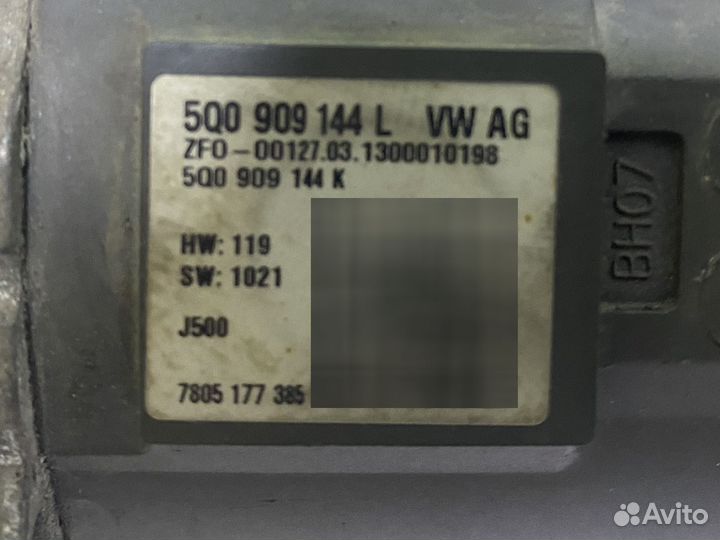 5Q0 909 144 L VW AG
ZF0-00127.03.1300010198
5Q0 909 144 K
HW: 119
SW: 1021
J500
7805 177 385
BH07
Avito